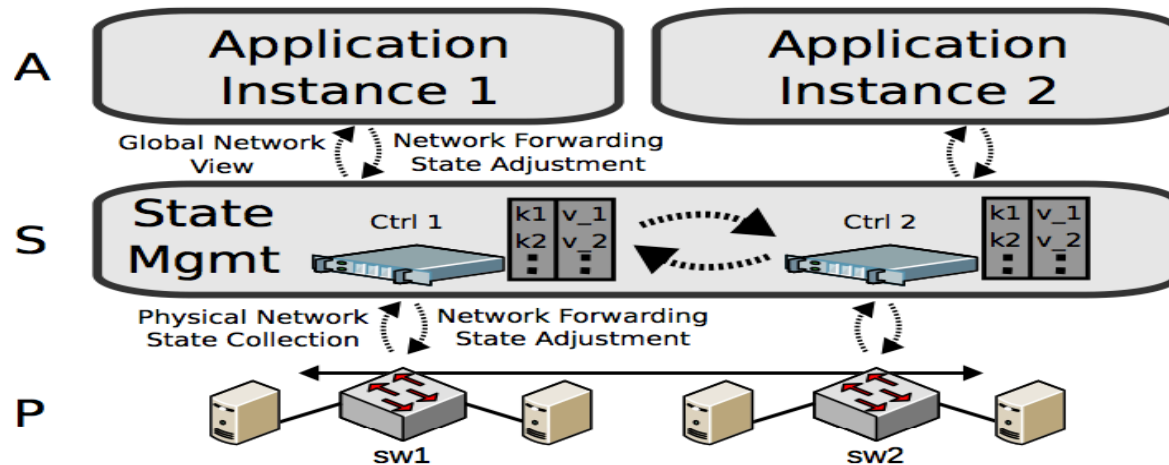 A
Application
Instance 1
Application
Instance 2
Global Network
View
Network Forwarding
State Adjustment
S
State
Mgmt
Ctrl 1
k1 v_1
k2 v_2
Ctrl 2
k1 v_1
k2 v_2
Physical Network
State Collection
Network Forwarding
State Adjustment
P
sw1
sw2